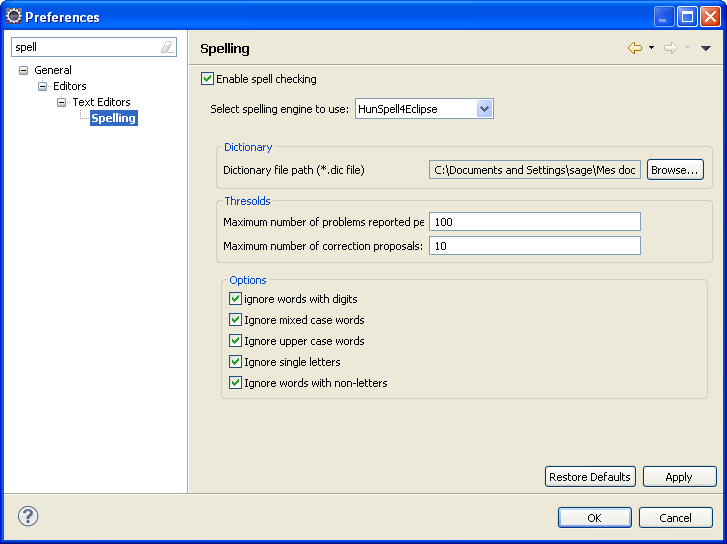 Preferences
spell
Spelling
General
Editors
Text Editors
Spelling
Enable spell checking
Select spelling engine to use: HunSpell4Eclipse
Dictionary
Dictionary file path (*.dic file) C:\Documents and Settings\sage\Mes doc Browse...
Thresolds
Maximum number of problems reported pe 100
Maximum number of correction proposals: 10
Options
ignore words with digits
Ignore mixed case words
Ignore upper case words
Ignore single letters
Ignore words with non-letters
Restore Defaults Apply
? OK Cancel